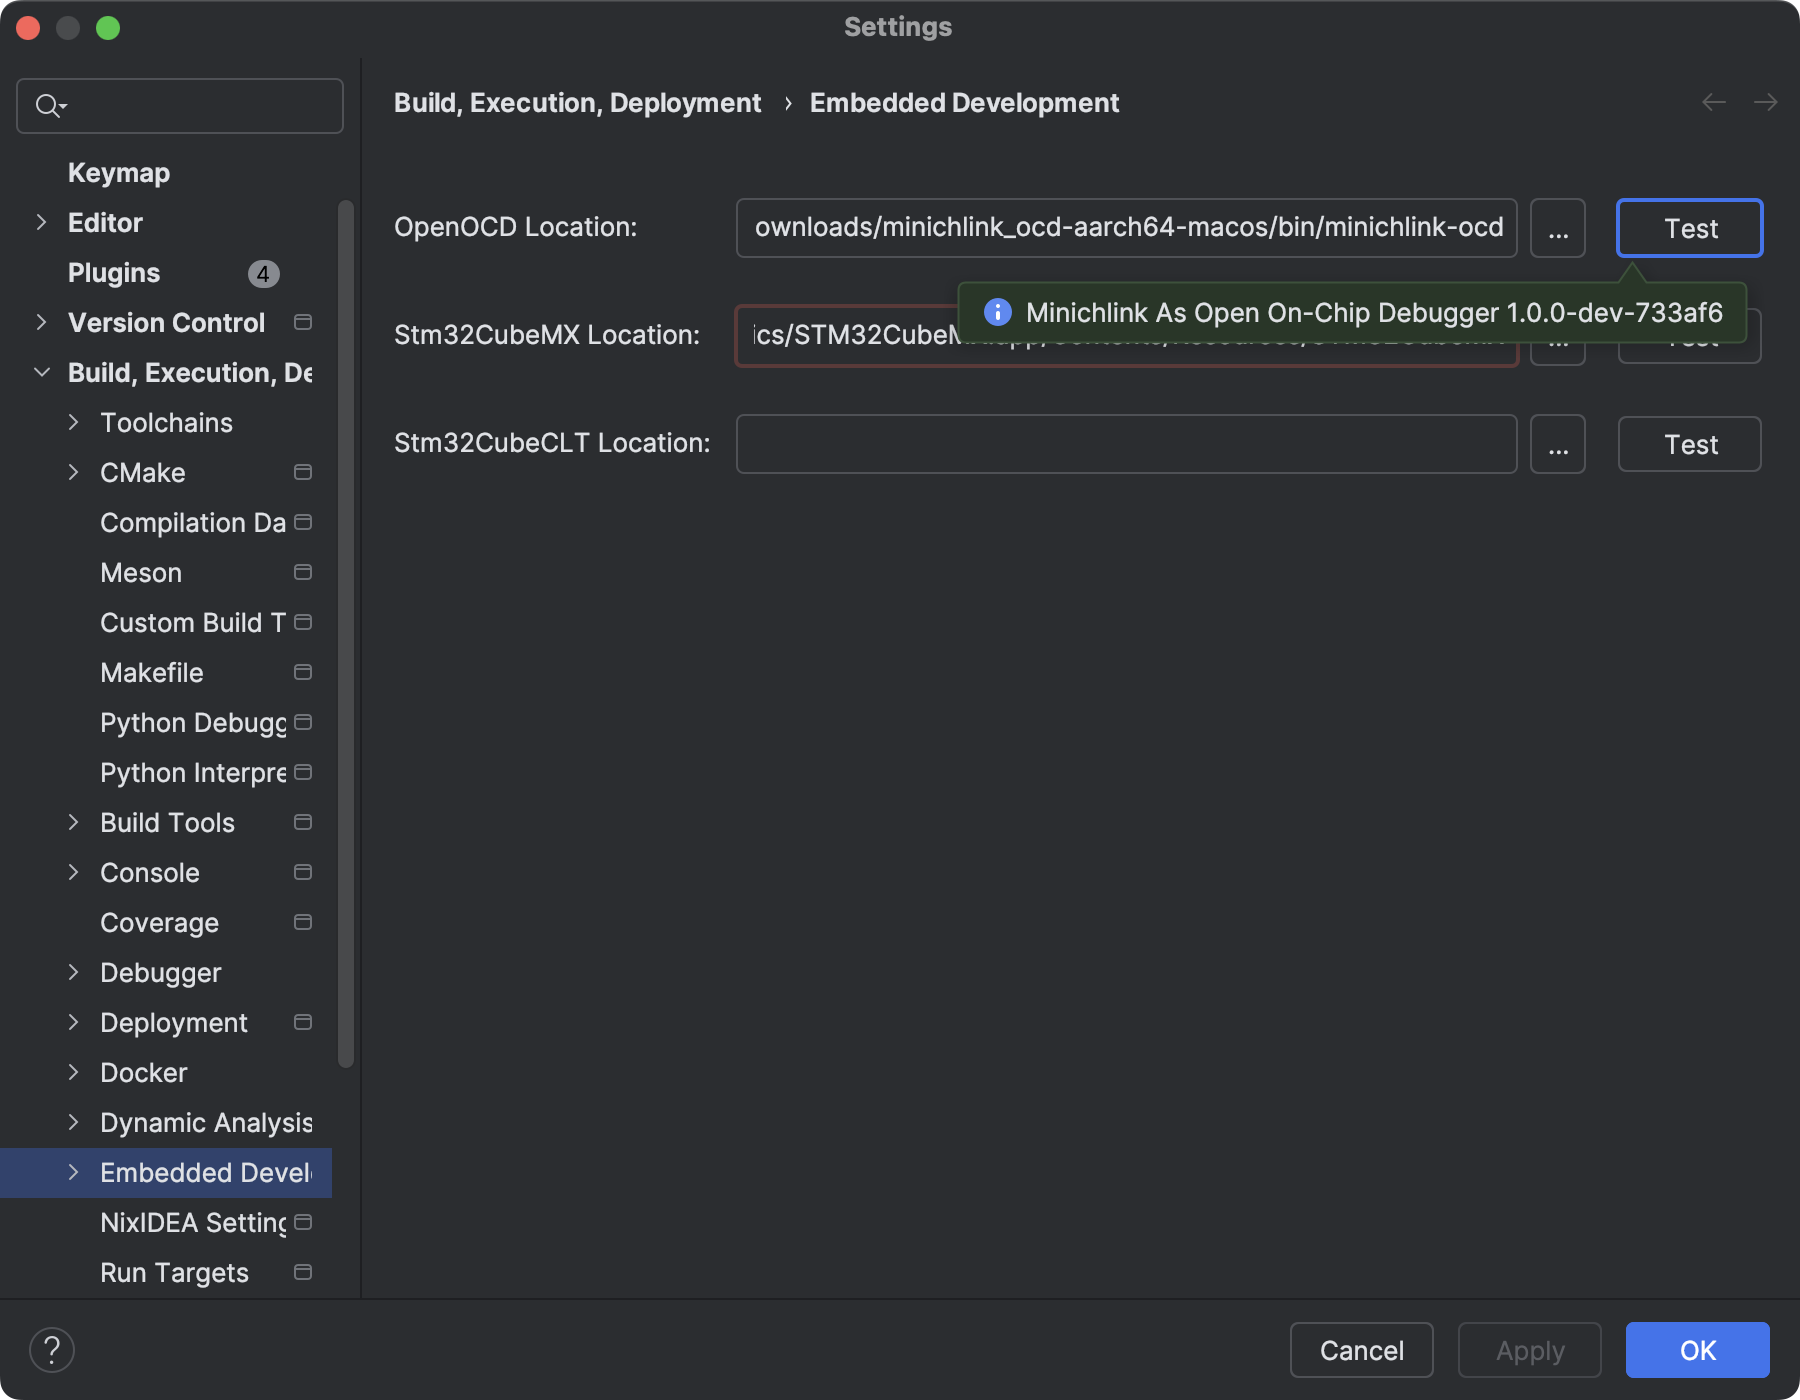 Settings
Build, Execution, Deployment › Embedded Development
Keymap
Editor
Plugins 4
Version Control
Build, Execution, De
Toolchains
CMake
Compilation Da
Meson
Custom Build T
Makefile
Python Debugg
Python Interpre
Build Tools
Console
Coverage
Debugger
Deployment
Docker
Dynamic Analysis
Embedded Devel
NixIDEA Setting
Run Targets
OpenOCD Location: ownloads/minichlink_ocd-aarch64-macos/bin/minichlink-ocd ... Test
Minichlink As Open On-Chip Debugger 1.0.0-dev-733af6
Stm32CubeMX Location: ics/STM32CubeM
Stm32CubeCLT Location: ... Test
? Cancel Apply OK